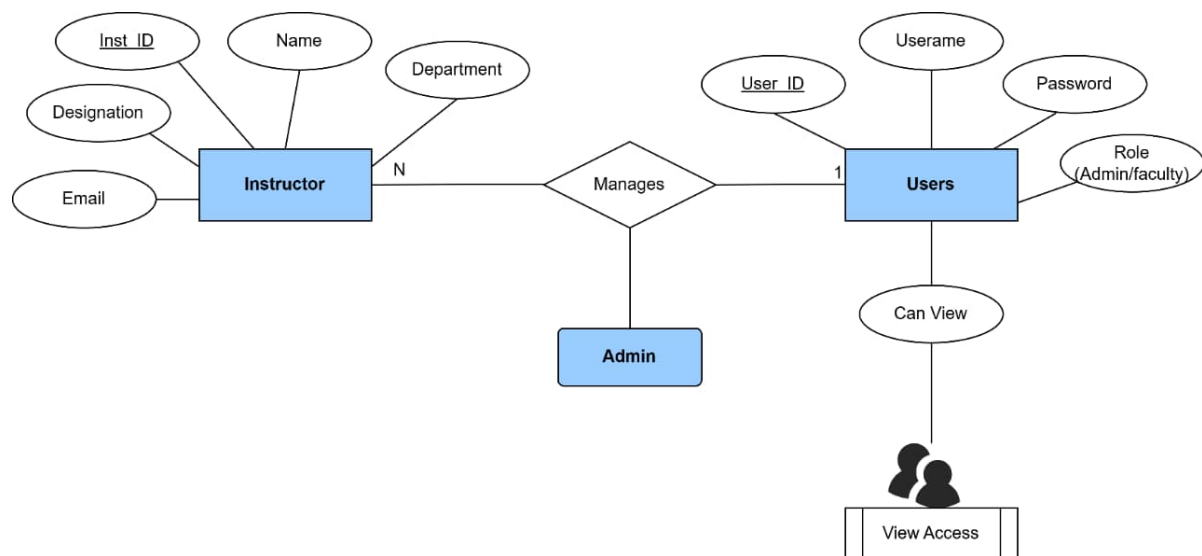 Inst_ID
Name
Department
Designation
Email
Instructor
N
Manages
1
Userame
User_ID
Password
Role
(Admin/faculty)
Users
Can View
Admin
View Access